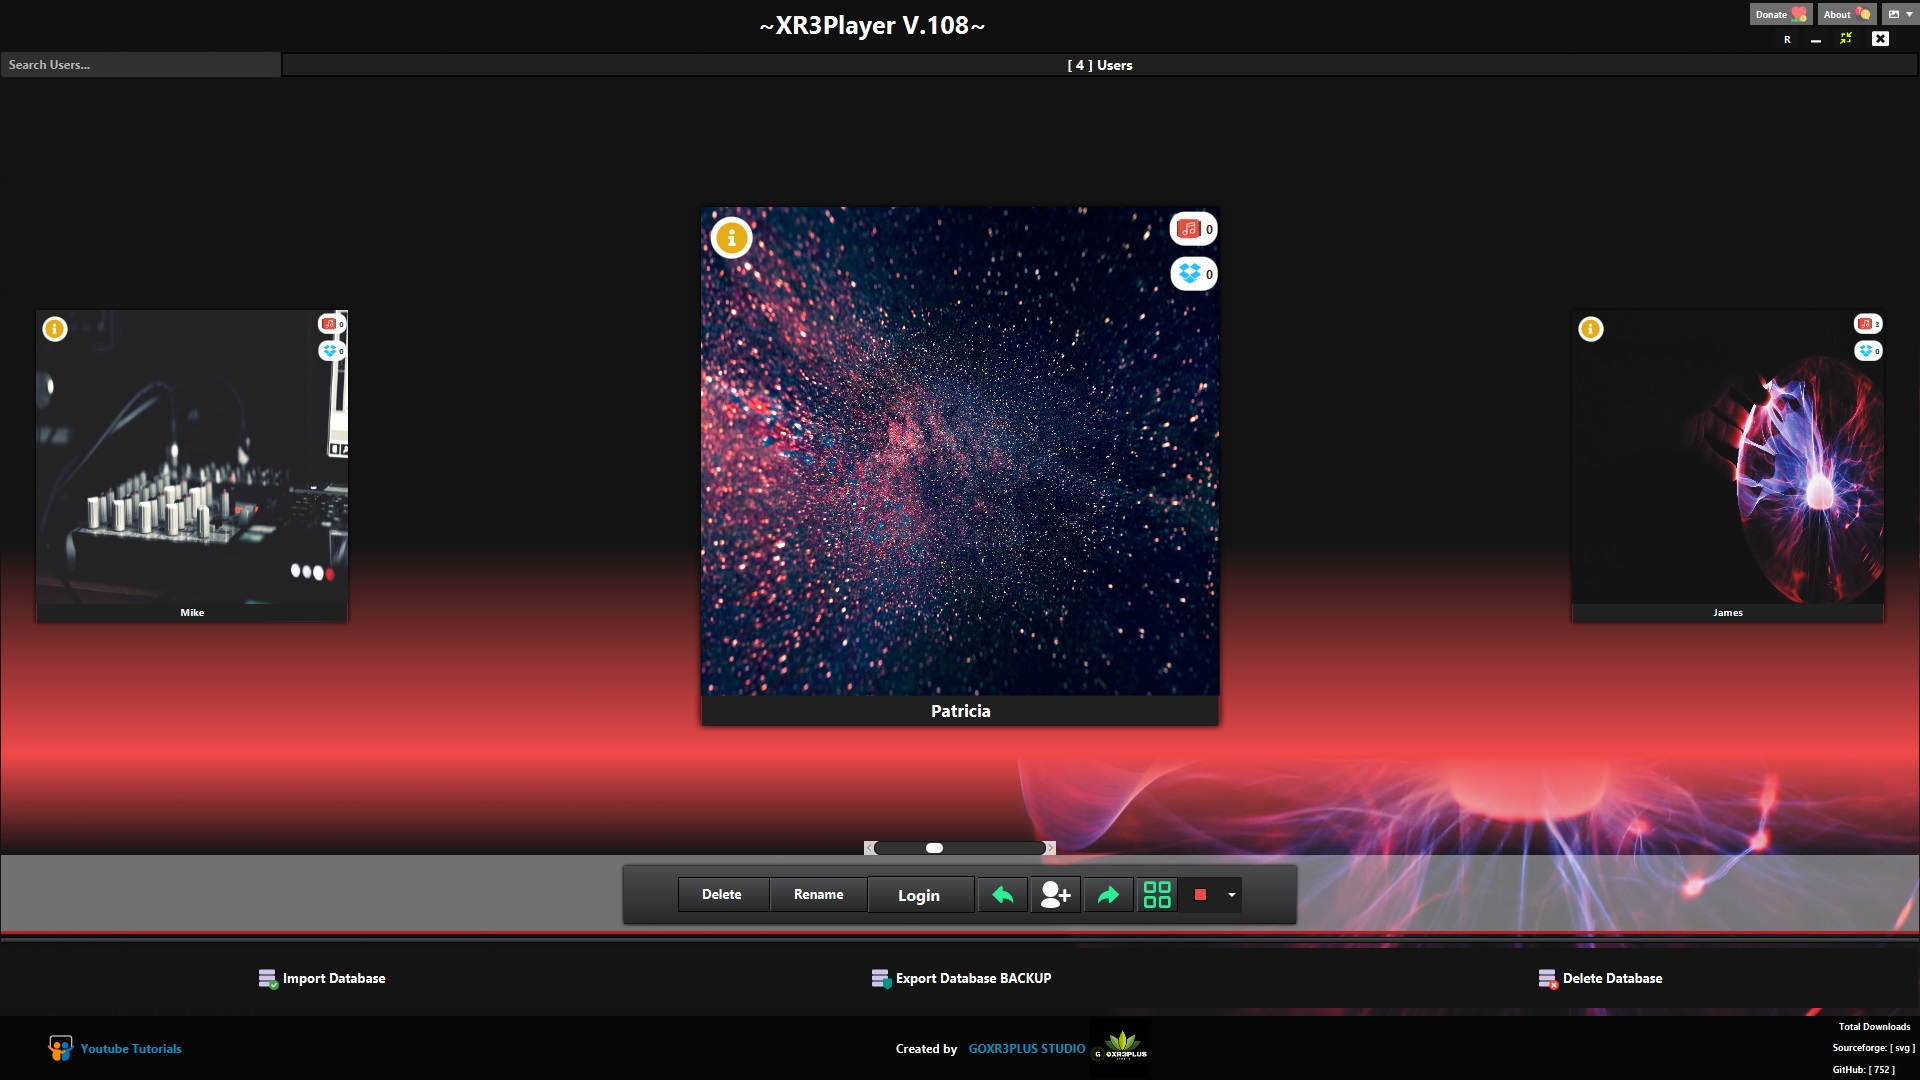 ~XR3Player V.108~
Donate
About
R
Search Users...
[ 4 ] Users
0
0
0
0
3
0
Mike
Patricia
James
Delete
Rename
Login
Import Database
Export Database BACKUP
Delete Database
Youtube Tutorials
Created by GOXR3PLUS STUDIO
Total Downloads
Sourceforge: [ svg ]
GitHub: [ 752 ]